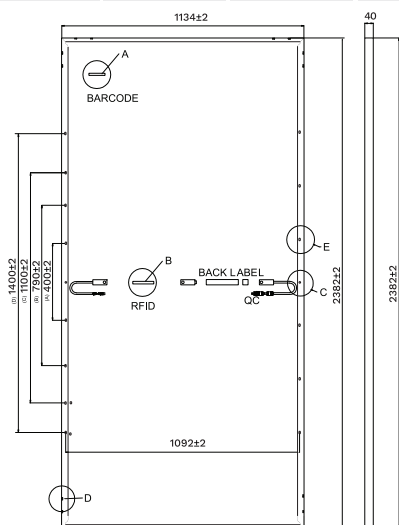 1134±2
40
A
BARCODE
E
B
BACK LABEL
RFID
QC
C
(D) 1400±2
(C) 1100±2
(B) 790±2
(A) 400±2
2382±2
2382±2
1092±2
D